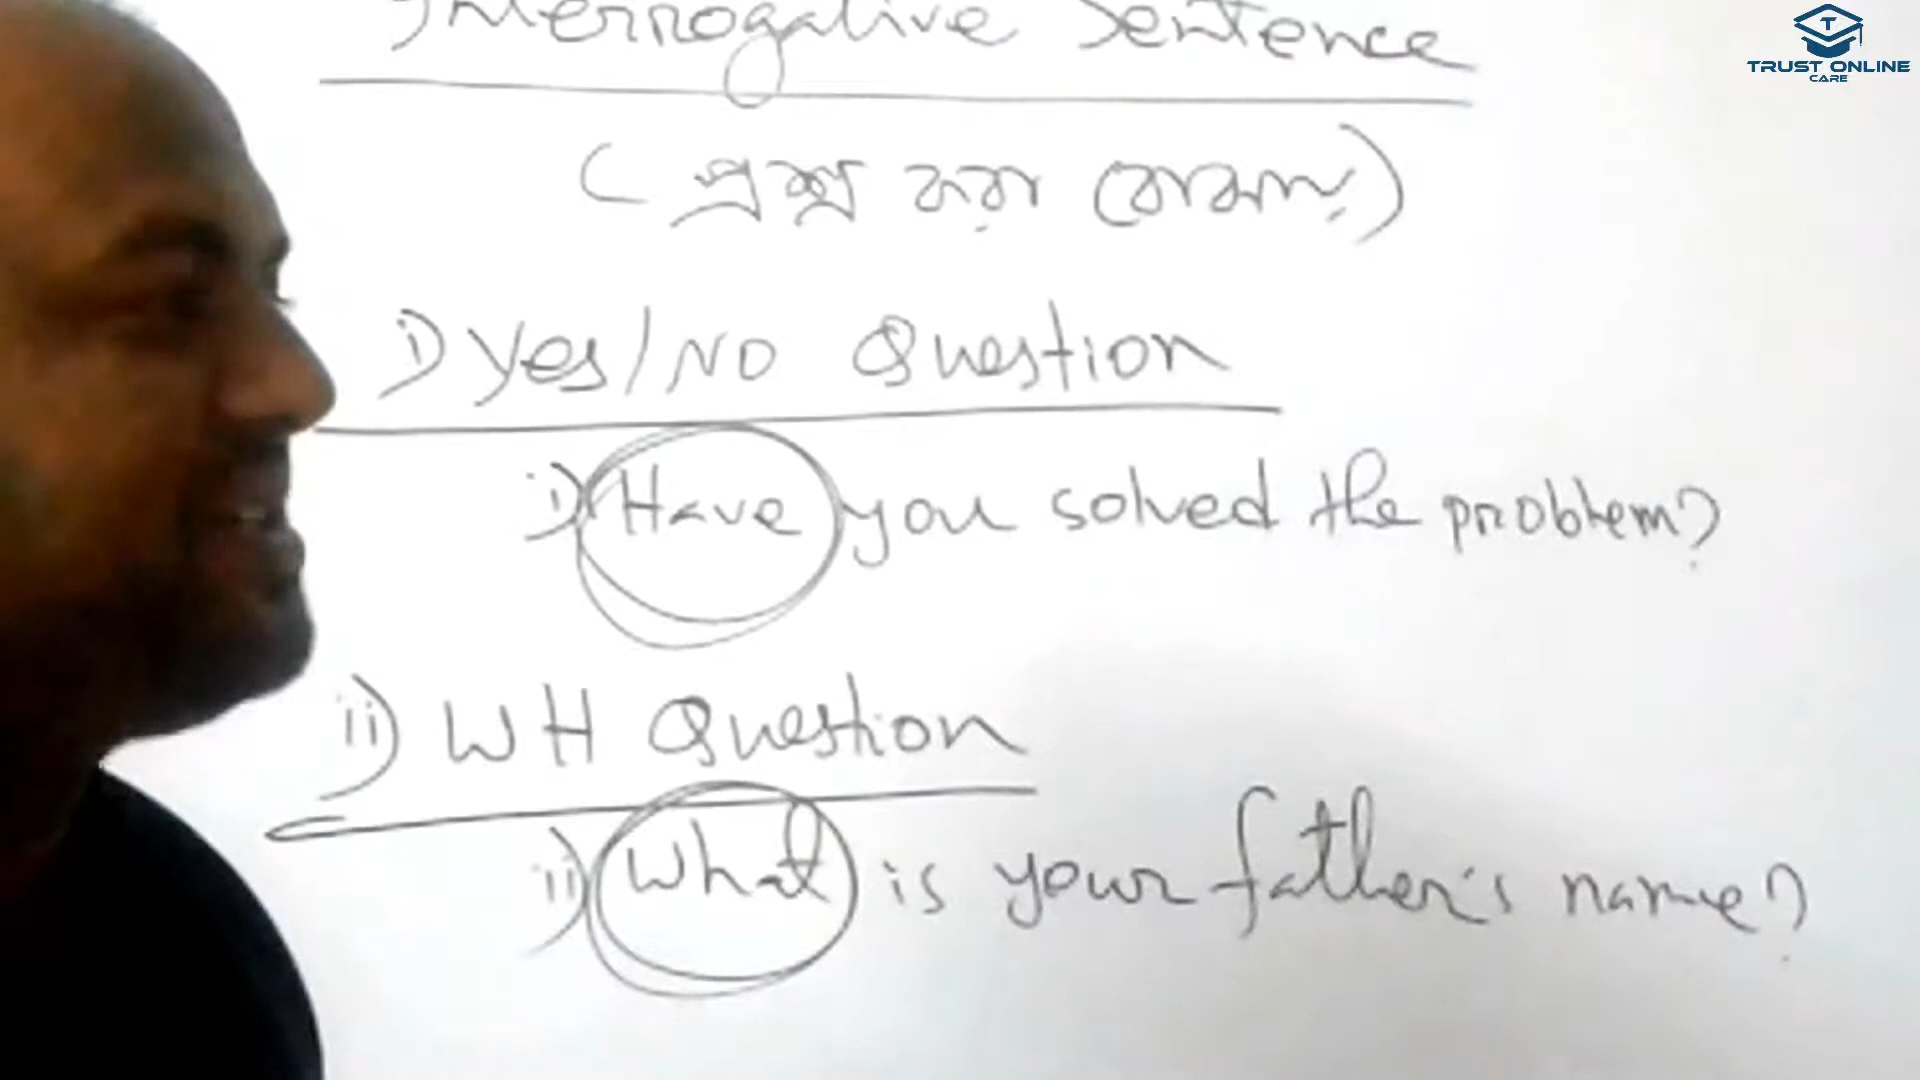 Interrogative Sentence
(প্রশ্ন করা বোঝায়)
i) Yes/No Question
i) Have you solved the problem?
ii) WH Question
ii) What is your father's name?
TRUST ONLINE
CARE